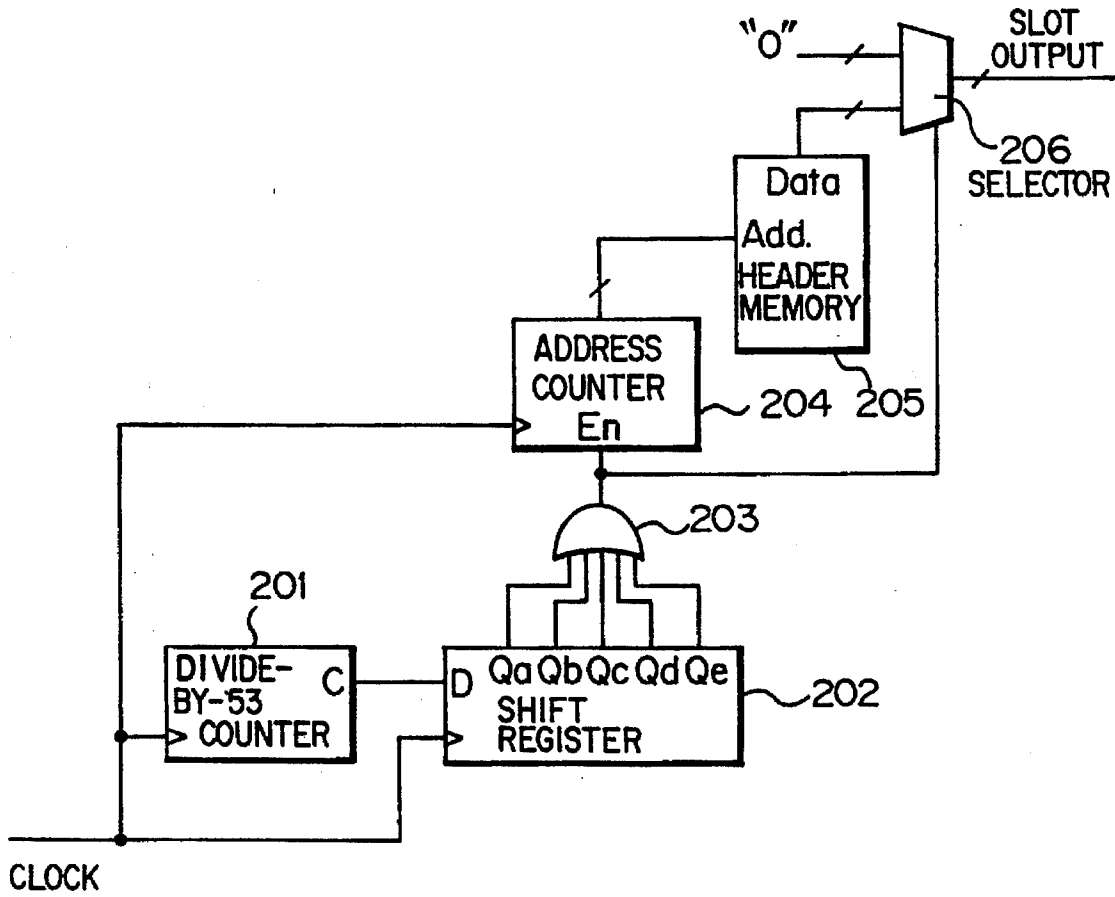 "0"
SLOT
OUTPUT
206
SELECTOR
Data
Add.
HEADER
MEMORY
205
ADDRESS
COUNTER
En
204
203
201
DIVIDE-
BY-53
COUNTER
C
D
Qa Qb Qc Qd Qe
SHIFT
REGISTER
202
CLOCK